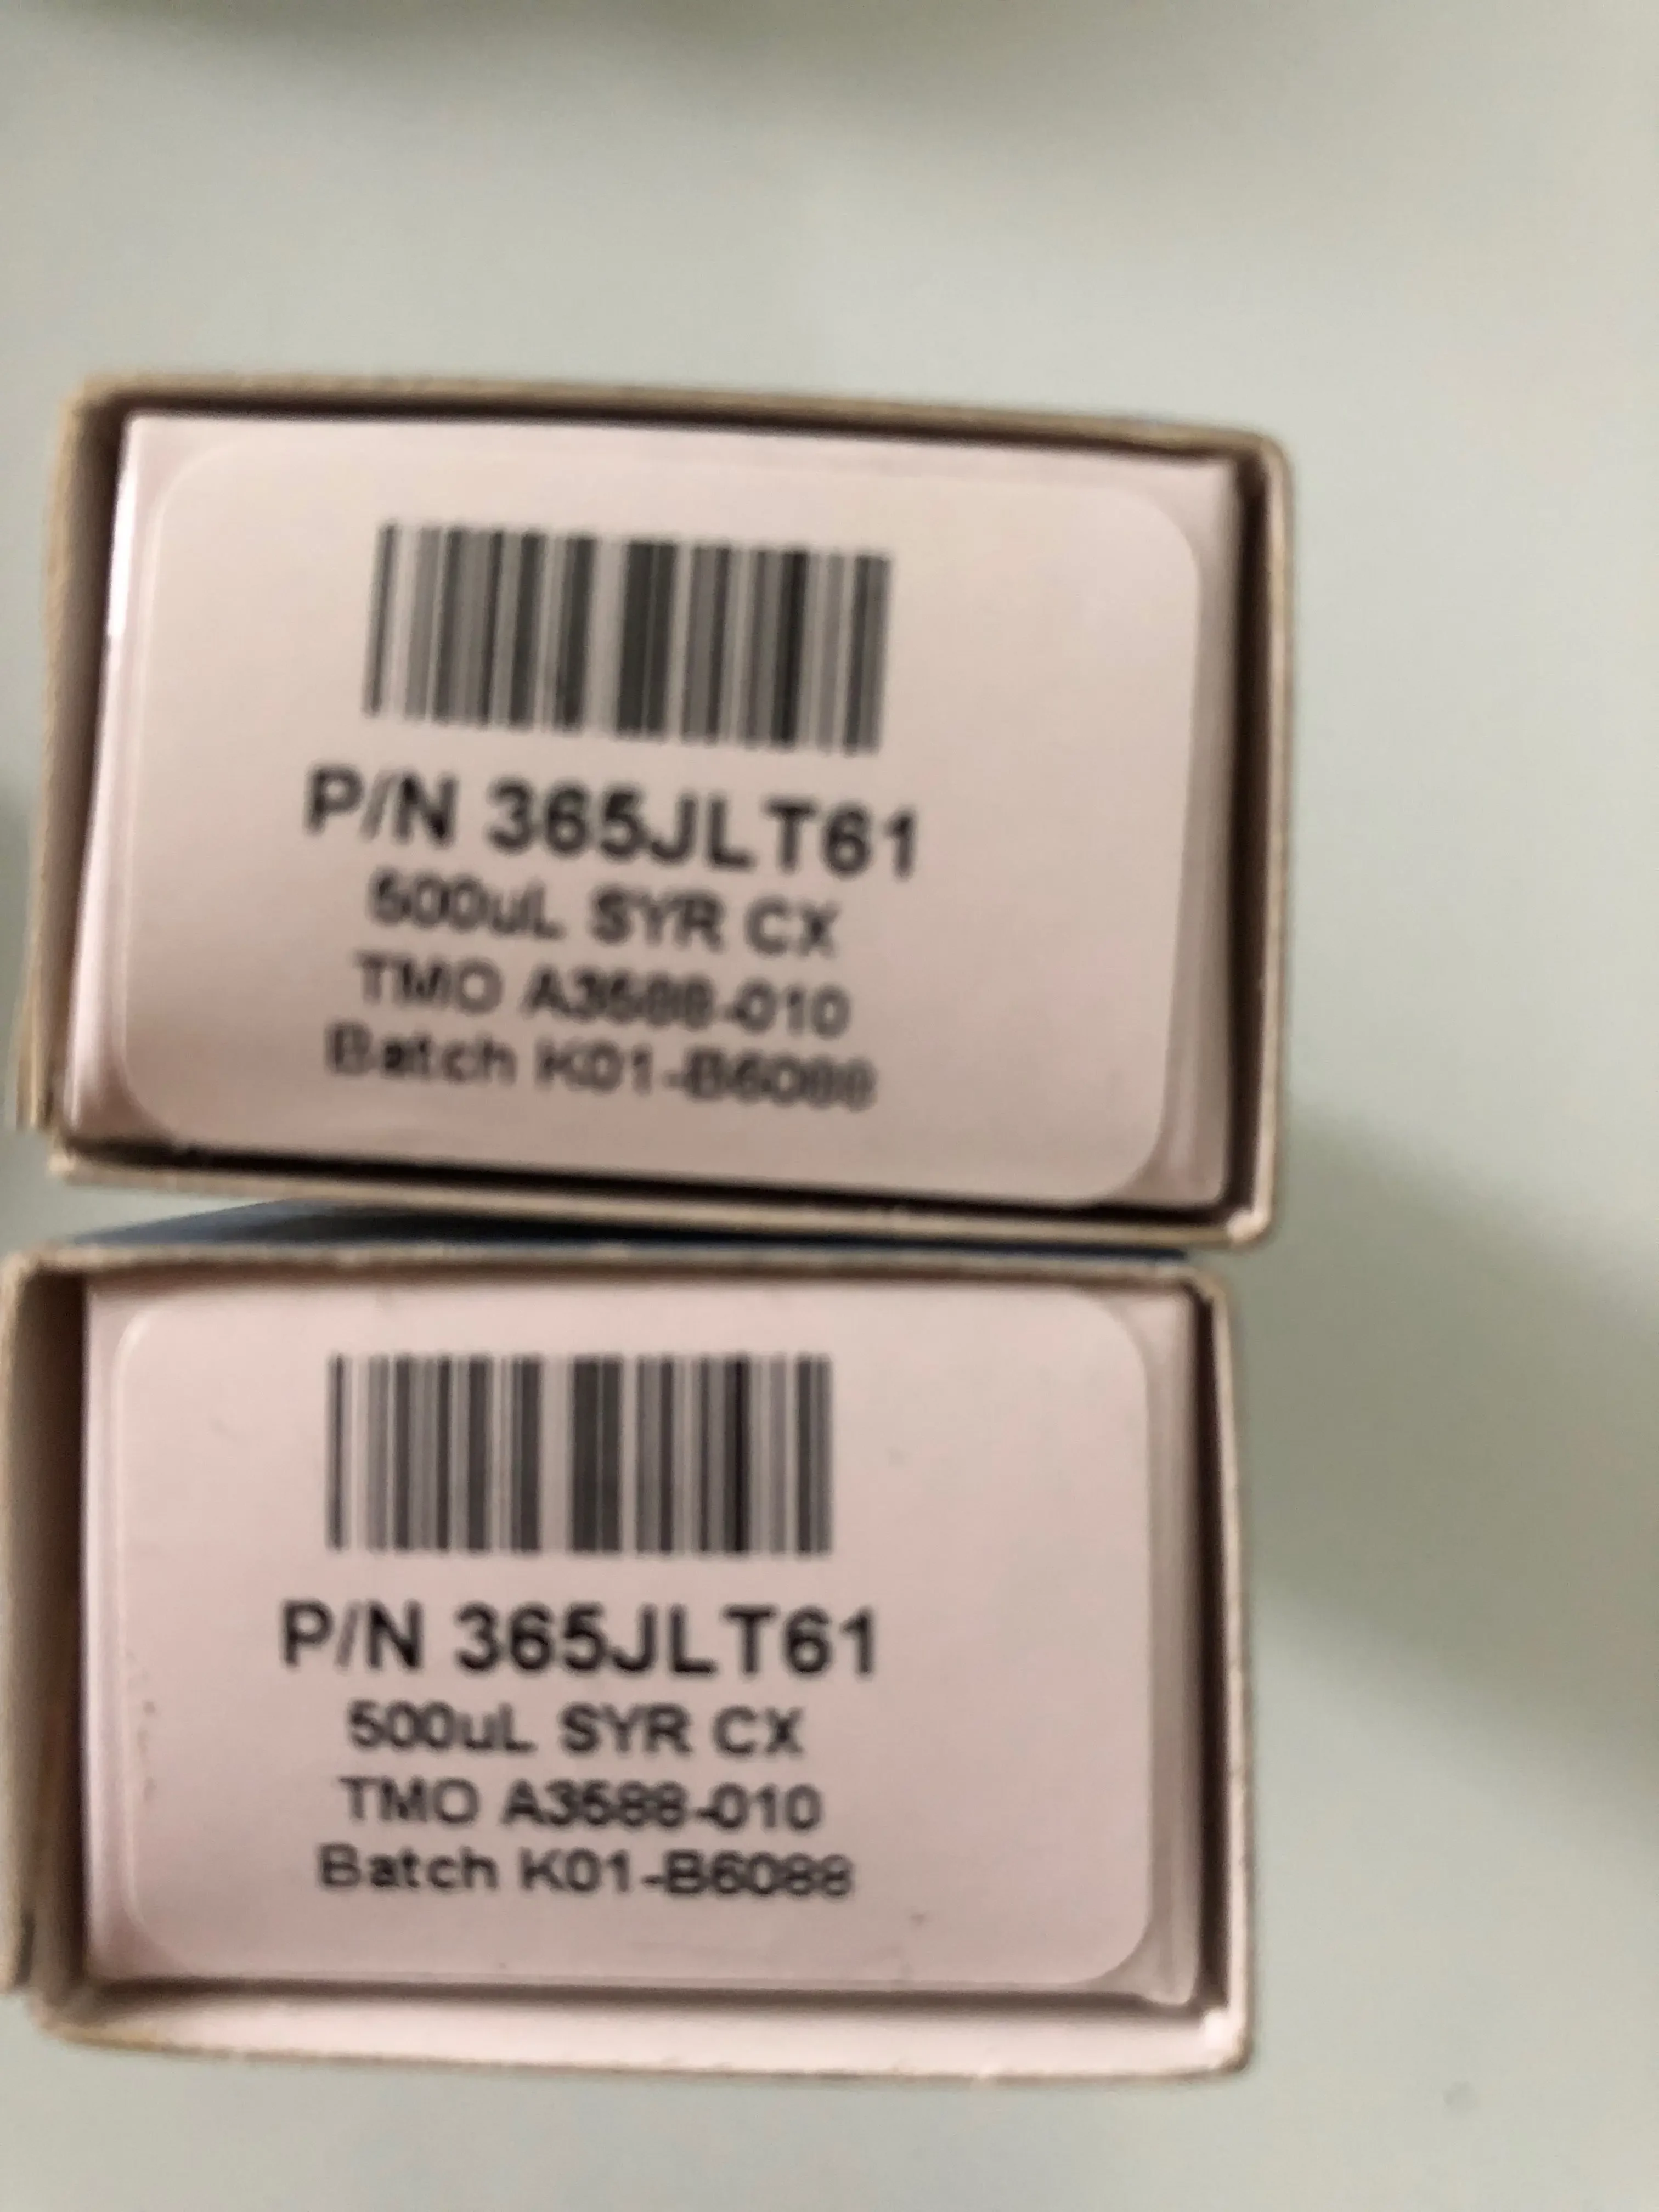 P/N 365JLT61
500uL SYR CX
TMO A3588-010
Batch K01-B6088
P/N 365JLT61
500uL SYR CX
TMO A3588-010
Batch K01-B6088